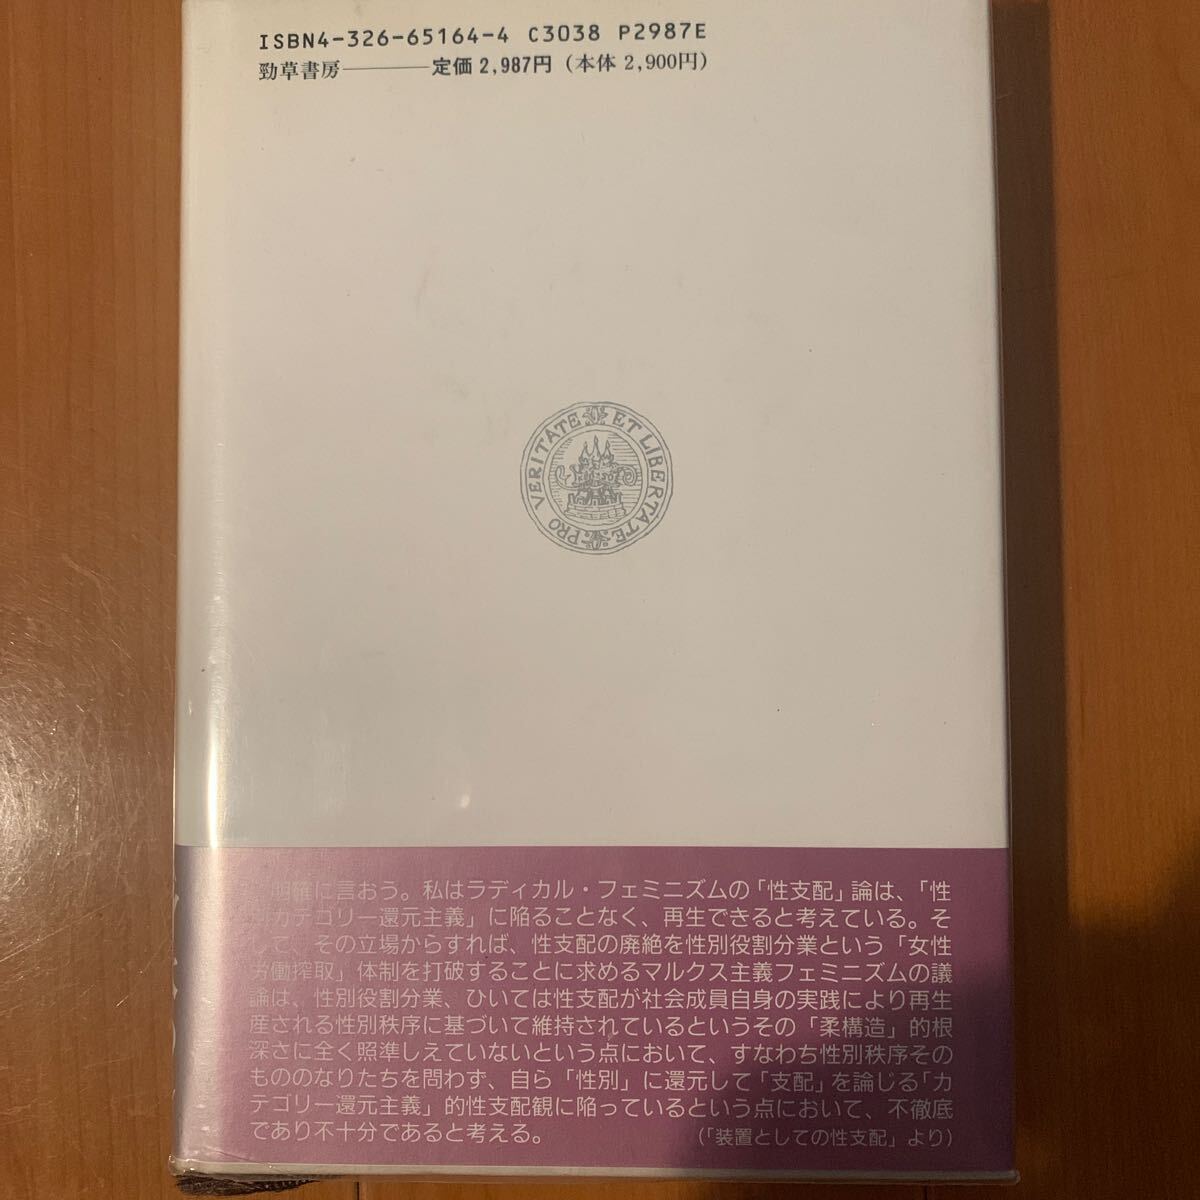 ISBN4-326-65164-4 C3038 P2987E
勁草書房————定価2,987円(本体 2,900円)
PRO VERITATE ET LIBERTATE
明確に言おう。私はラディカル・フェミニズムの「性支配」論は、「性
別カテゴリー還元主義」に陥ることなく、再生できると考えている。そ
して、その立場からすれば、性支配の廃絶を性別役割分業という「女性
労働搾取」体制を打破することに求めるマルクス主義フェミニズムの議
論は、性別役割分業、ひいては性支配が社会成員自身の実践により再生
産される性別秩序に基づいて維持されているというその「柔構造」的根
深さに全く照準しえていないという点において、すなわち性別秩序その
もののなりたちを問わず、自ら「性別」に還元して「支配」を論じる「カ
テゴリー還元主義」的性支配観に陥っているという点において、不徹底
であり不十分であると考える。
(「装置としての性支配」より)